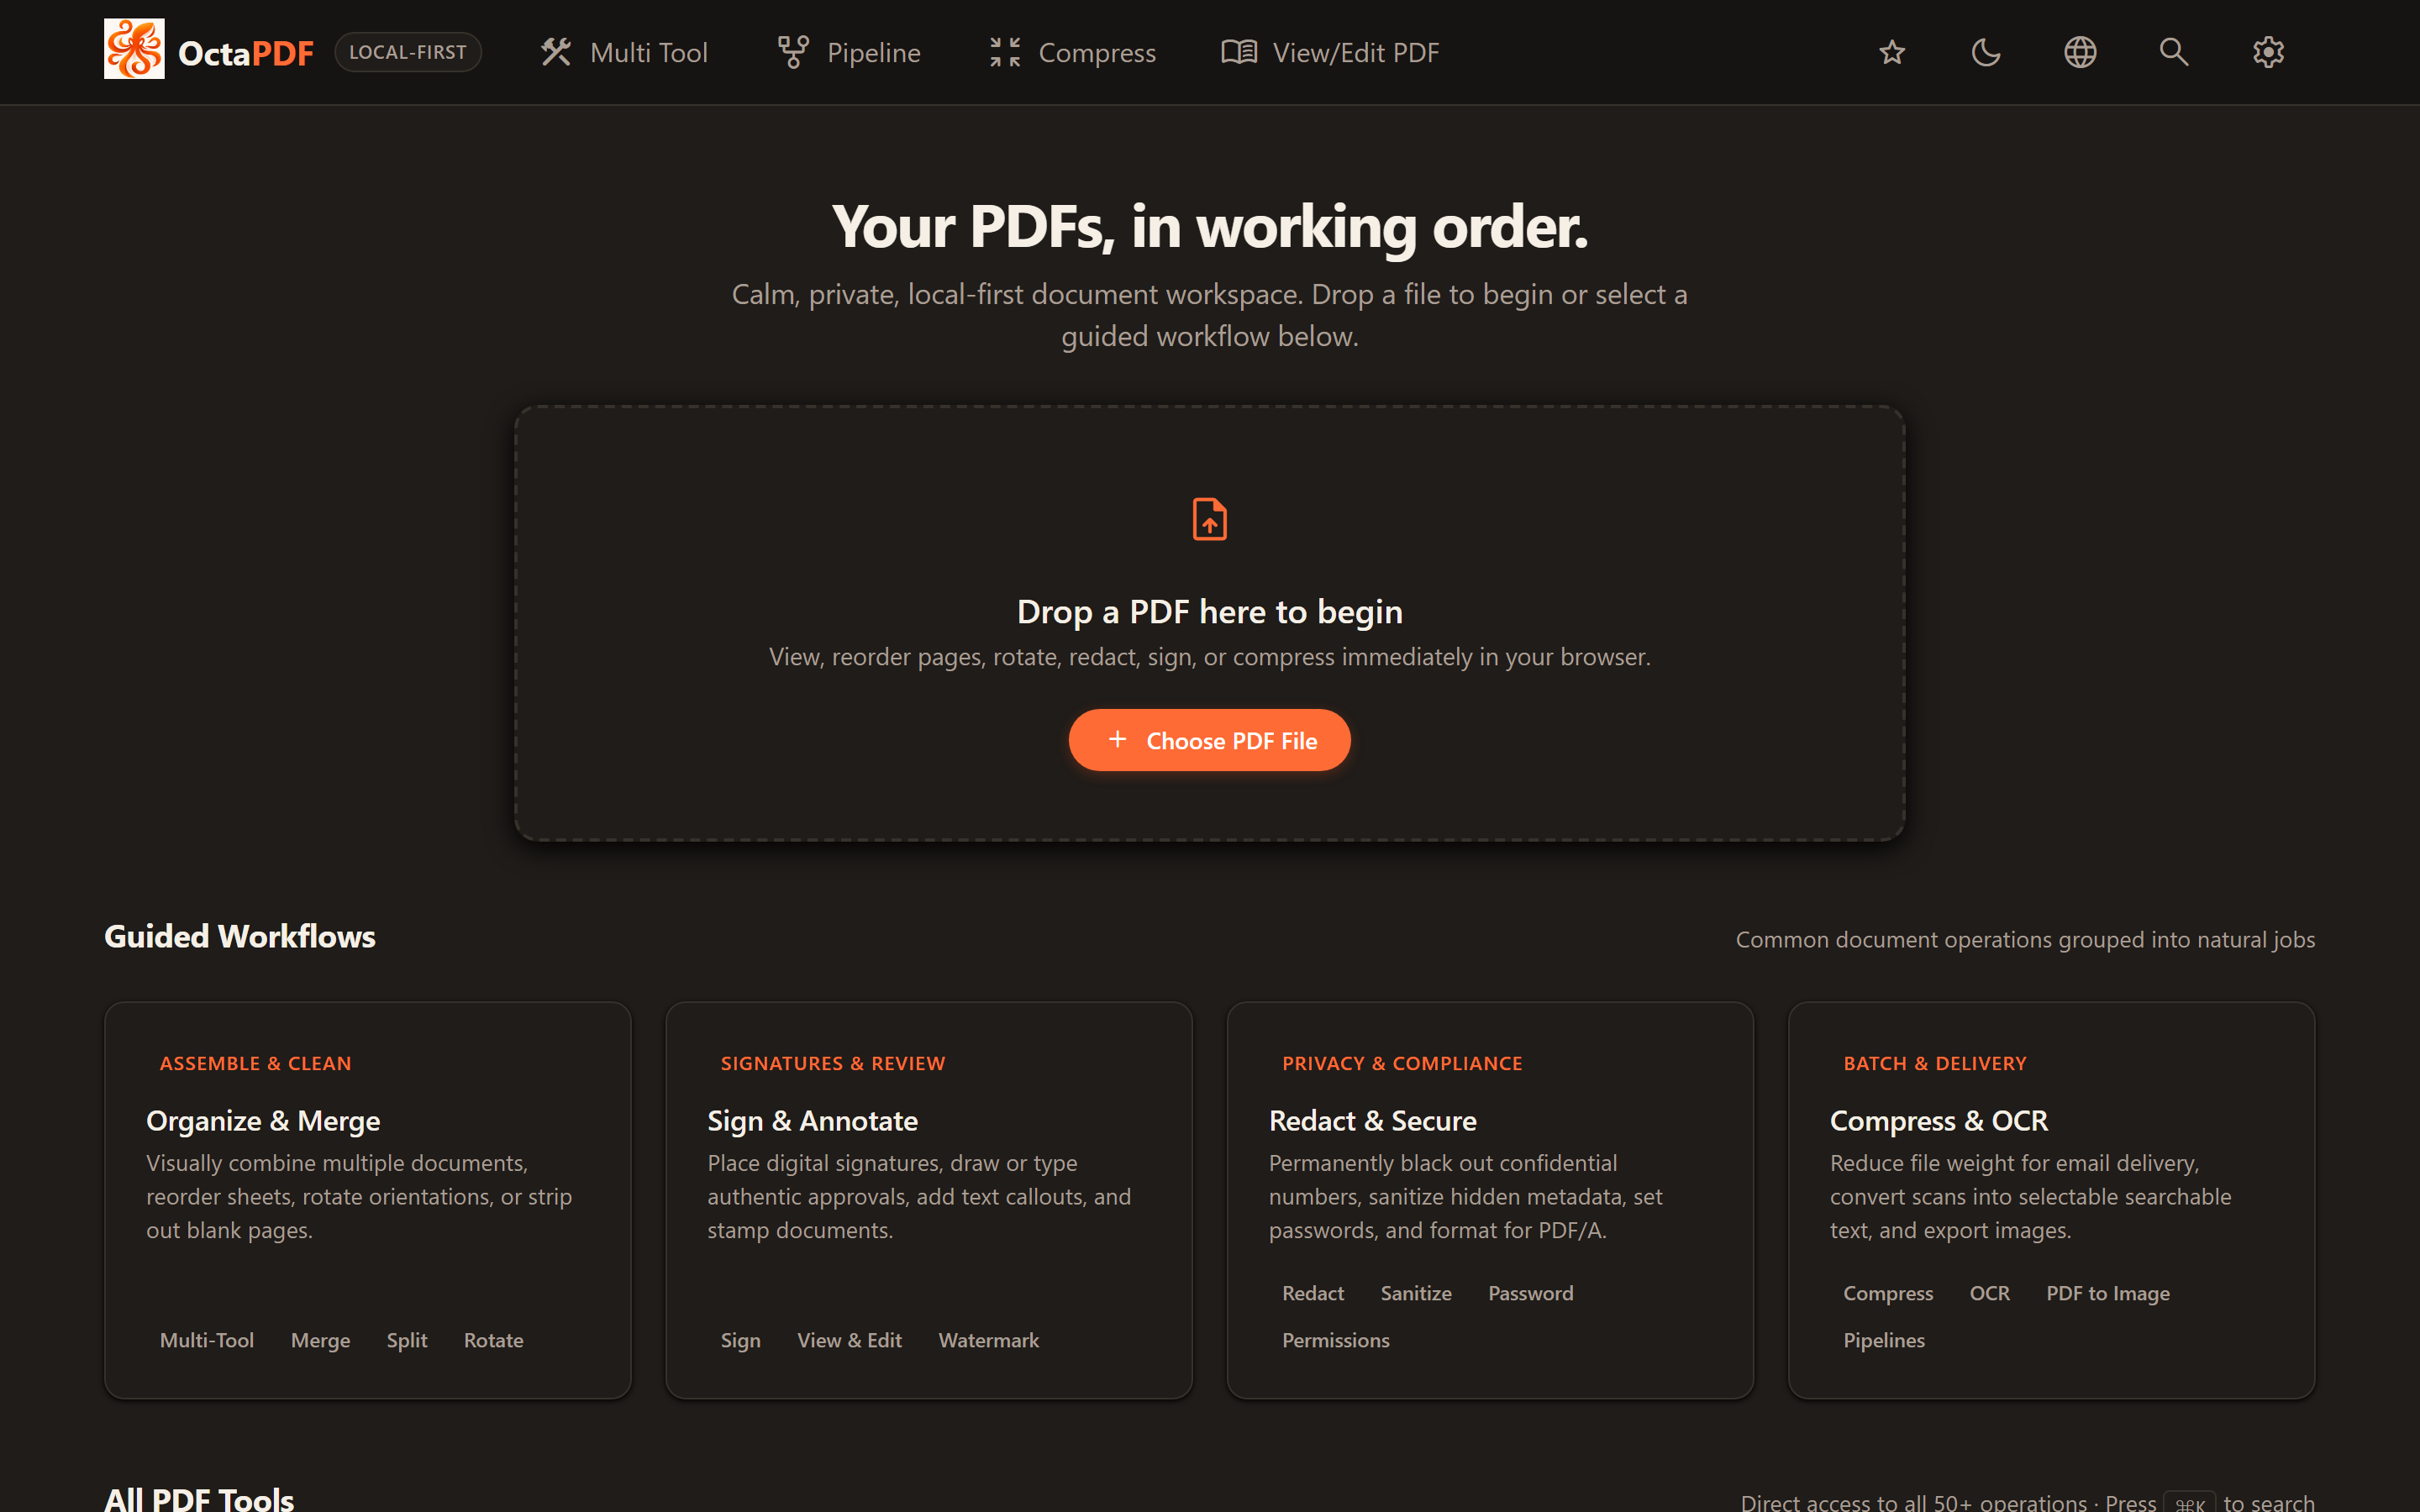 OctaPDF
LOCAL-FIRST
Multi Tool
Pipeline
Compress
View/Edit PDF
Your PDFs, in working order.
Calm, private, local-first document workspace. Drop a file to begin or select a
guided workflow below.
Drop a PDF here to begin
View, reorder pages, rotate, redact, sign, or compress immediately in your browser.
+ Choose PDF File
Guided Workflows
Common document operations grouped into natural jobs
ASSEMBLE & CLEAN
Organize & Merge
Visually combine multiple documents,
reorder sheets, rotate orientations, or strip
out blank pages.
Multi-Tool Merge Split Rotate
SIGNATURES & REVIEW
Sign & Annotate
Place digital signatures, draw or type
authentic approvals, add text callouts, and
stamp documents.
Sign View & Edit Watermark
PRIVACY & COMPLIANCE
Redact & Secure
Permanently black out confidential
numbers, sanitize hidden metadata, set
passwords, and format for PDF/A.
Redact Sanitize Password
Permissions
BATCH & DELIVERY
Compress & OCR
Reduce file weight for email delivery,
convert scans into selectable searchable
text, and export images.
Compress OCR PDF to Image
Pipelines
All PDF Tools
Direct access to all 50+ operations · Press ⌘K to search